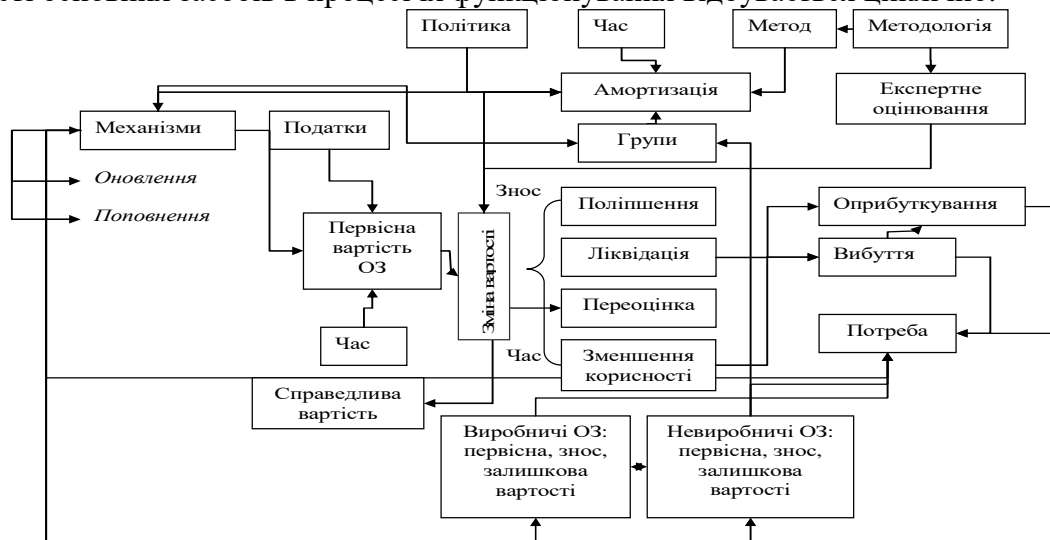 основних засобів в процесі їх функціонування відбувається циклічно.
Політика
Час
Метод
Методологія
Амортизація
Експертне
оцінювання
Механізми
Податки
Групи
Оновлення
Поповнення
Знос
Поліпшення
Оприбуткування
Первісна
вартість
ОЗ
Зміна вартості
Ліквідація
Вибуття
Переоцінка
Потреба
Час
Час
Зменшення
корисності
Справедлива
вартість
Виробничі ОЗ:
первісна, знос,
залишкова
вартості
Невиробничі ОЗ:
первісна, знос,
залишкова
вартості